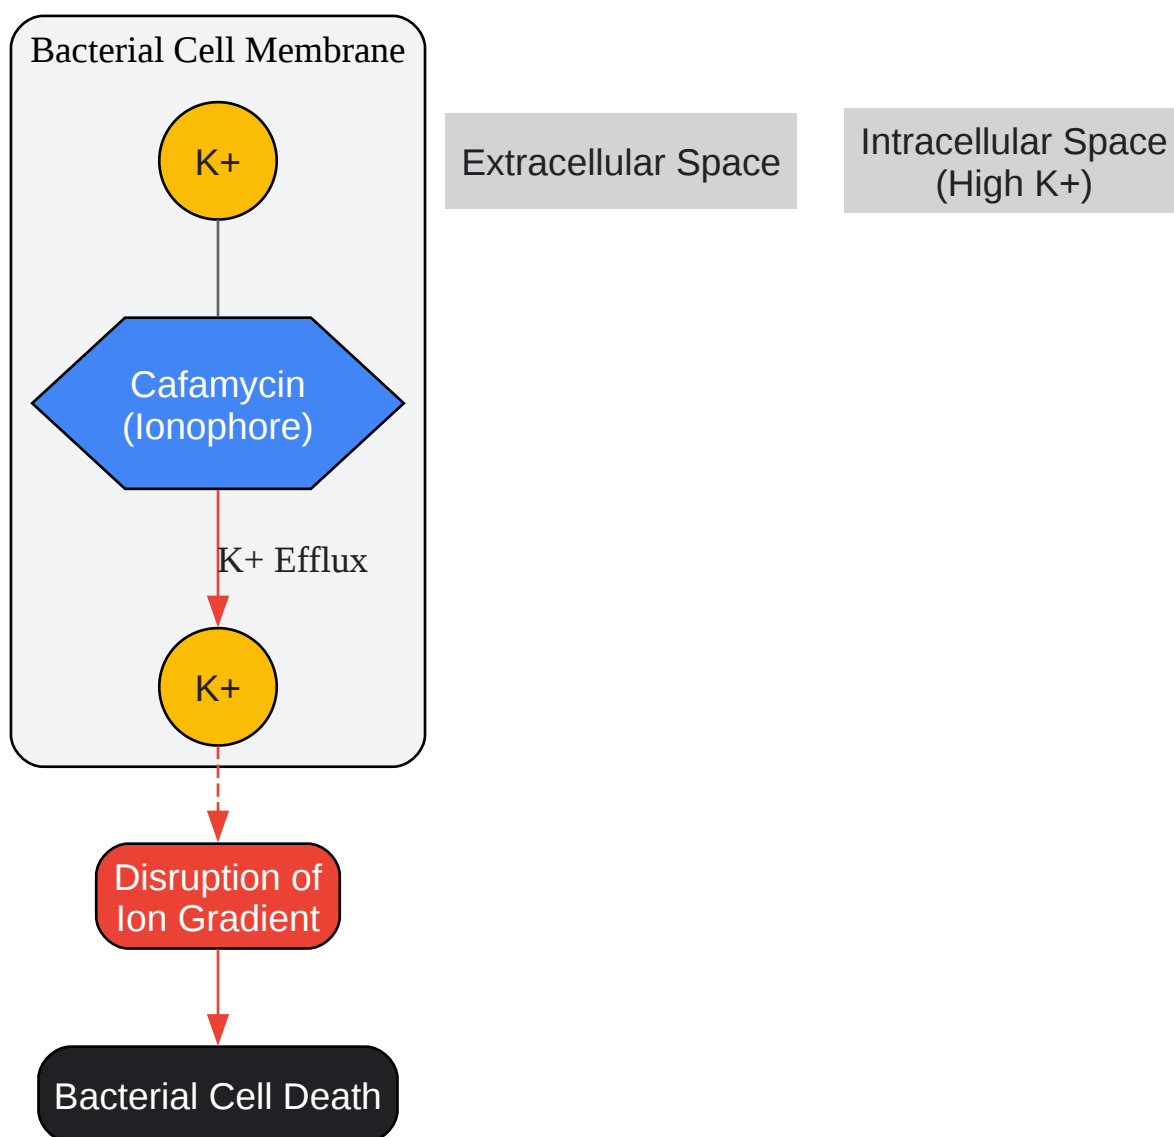 Bacterial Cell Membrane
K+
Extracellular Space
Intracellular Space
(High K+)
Cafamycin
(Ionophore)
K+ Efflux
K+
Disruption of
Ion Gradient
Bacterial Cell Death